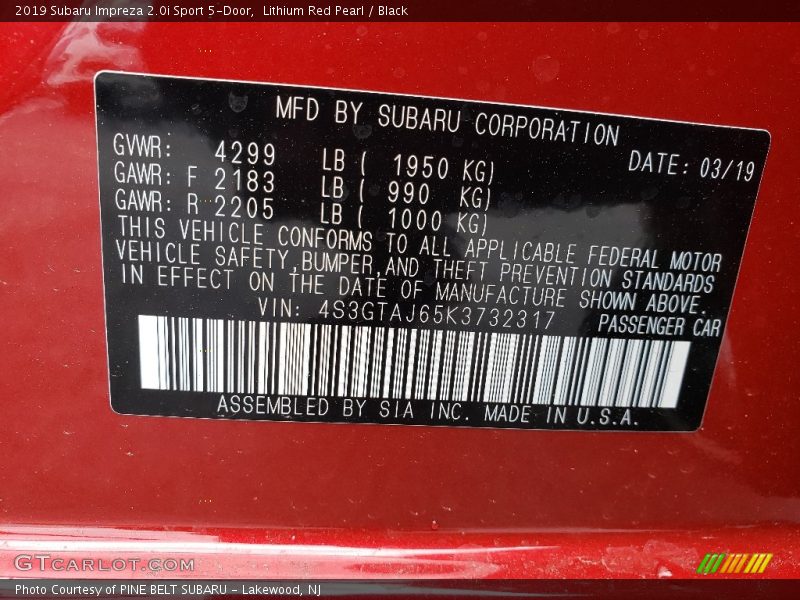 2019 Subaru Impreza 2.0i Sport 5-Door, Lithium Red Pearl / Black
MFD BY SUBARU CORPORATION
GVWR: 4299 LB ( 1950 KG) DATE: 03/19
GAWR: F 2183 LB ( 990 KG)
GAWR: R 2205 LB ( 1000 KG)
THIS VEHICLE CONFORMS TO ALL APPLICABLE FEDERAL MOTOR
VEHICLE SAFETY,BUMPER,AND THEFT PREVENTION STANDARDS
IN EFFECT ON THE DATE OF MANUFACTURE SHOWN ABOVE.
VIN: 4S3GTAJ65K3732317 PASSENGER CAR
ASSEMBLED BY SIA INC. MADE IN U.S.A.
GTCARLOT.COM
Photo Courtesy of PINE BELT SUBARU - Lakewood, NJ